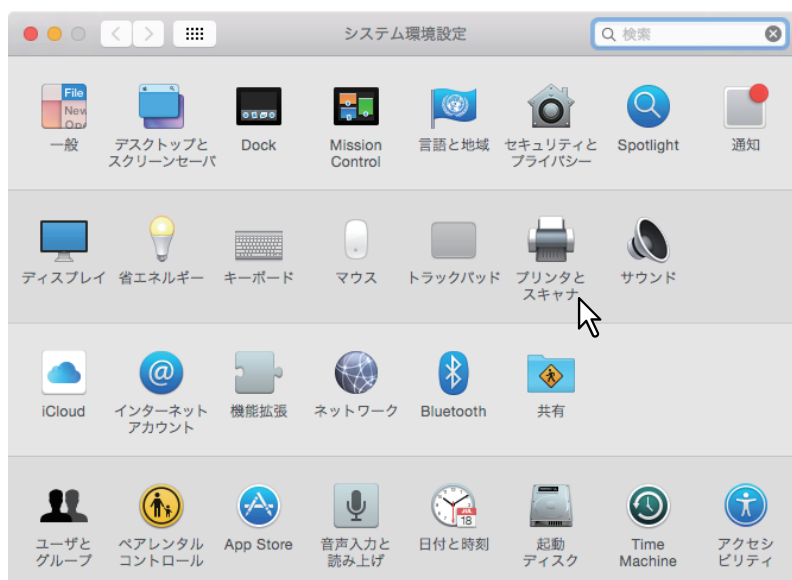 システム環境設定
検索
File
New
Ope
一般
デスクトップと
スクリーンセーバ
Dock
Mission
Control
言語と地域
セキュリティと
プライバシー
Spotlight
通知
ディスプレイ
省エネルギー
キーボード
マウス
トラックパッド
プリンタと
スキャナ
サウンド
iCloud
@
インターネット
アカウント
機能拡張
ネットワーク
Bluetooth
共有
ユーザと
グループ
ペアレンタル
コントロール
App Store
音声入力と
読み上げ
JUL
18
日付と時刻
起動
ディスク
Time
Machine
アクセシ
ビリティ